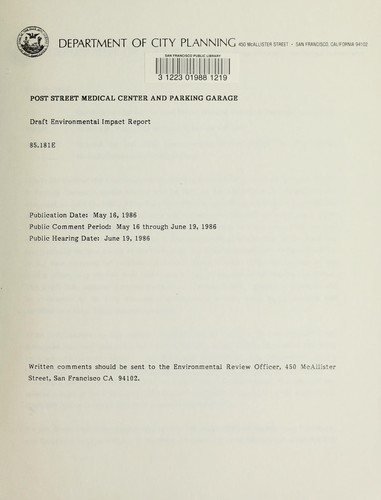 DEPARTMENT OF CITY PLANNING 450 McALLISTER STREET - SAN FRANCISCO, CALIFORNIA 94102
SAN FRANCISCO PUBLIC LIBRARY
3 1223 01988 1219
POST STREET MEDICAL CENTER AND PARKING GARAGE
Draft Environmental Impact Report
85.181E
Publication Date: May 16, 1986
Public Comment Period: May 16 through June 19, 1986
Public Hearing Date: June 19, 1986
Written comments should be sent to the Environmental Review Officer, 450 McAllister
Street, San Francisco CA 94102.